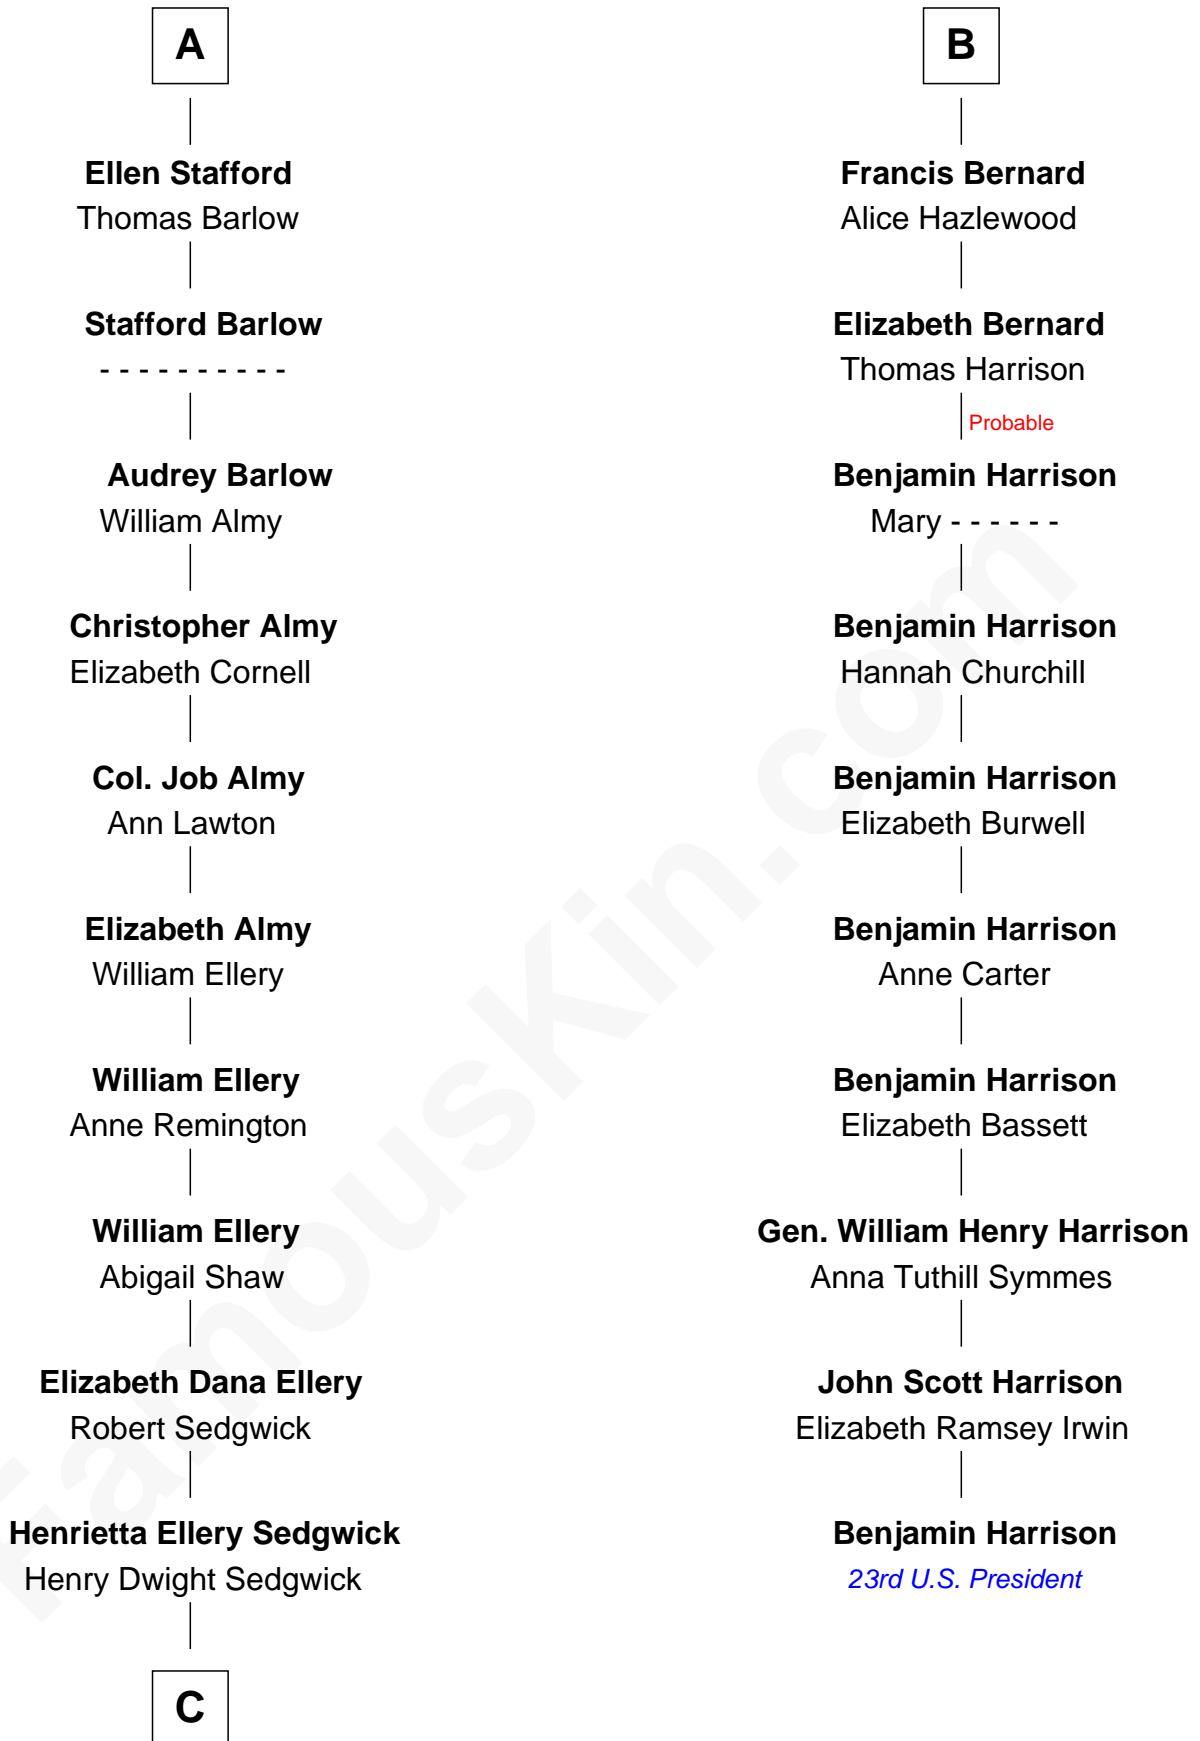 A
Ellen Stafford
Thomas Barlow
Stafford Barlow
- - - - - - - - - -
Audrey Barlow
William Almy
Christopher Almy
Elizabeth Cornell
Col. Job Almy
Ann Lawton
Elizabeth Almy
William Ellery
William Ellery
Anne Remington
William Ellery
Abigail Shaw
Elizabeth Dana Ellery
Robert Sedgwick
Henrietta Ellery Sedgwick
Henry Dwight Sedgwick
C
B
Francis Bernard
Alice Hazlewood
Elizabeth Bernard
Thomas Harrison
Probable
Benjamin Harrison
Mary - - - - - -
Benjamin Harrison
Hannah Churchill
Benjamin Harrison
Elizabeth Burwell
Benjamin Harrison
Anne Carter
Benjamin Harrison
Elizabeth Bassett
Gen. William Henry Harrison
Anna Tuthill Symmes
John Scott Harrison
Elizabeth Ramsey Irwin
Benjamin Harrison
23rd U.S. President
FamousKin.com